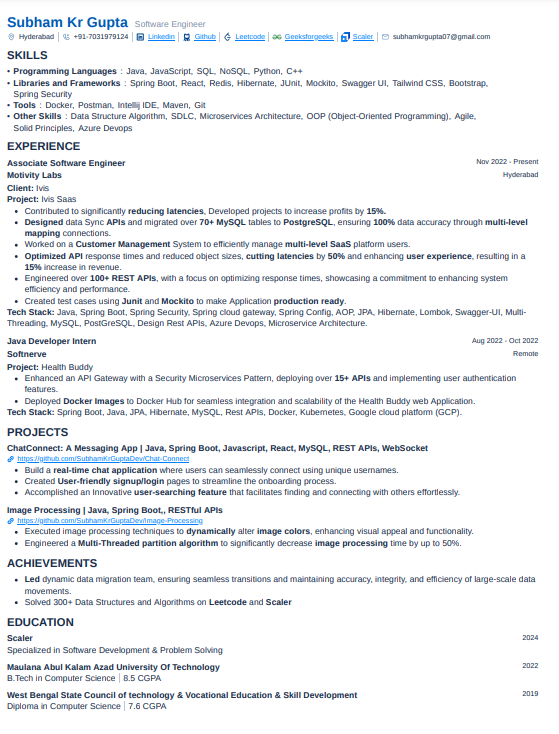 Subham Kr Gupta Software Engineer
Hyderabad +91-7031979124 Linkedin Github Leetcode Geeksforgeeks Scaler subhamkrgupta07@gmail.com
SKILLS
• Programming Languages : Java, JavaScript, SQL, NoSQL, Python, C++
• Libraries and Frameworks : Spring Boot, React, Redis, Hibernate, JUnit, Mockito, Swagger UI, Tailwind CSS, Bootstrap,
Spring Security
• Tools : Docker, Postman, Intellij IDE, Maven, Git
• Other Skills : Data Structure Algorithm, SDLC, Microservices Architecture, OOP (Object-Oriented Programming), Agile,
Solid Principles, Azure Devops
EXPERIENCE
Associate Software Engineer Nov 2022 - Present
Motivity Labs Hyderabad
Client: Ivis
Project: Ivis Saas
• Contributed to significantly reducing latencies, Developed projects to increase profits by 15%.
• Designed data Sync APIs and migrated over 70+ MySQL tables to PostgreSQL, ensuring 100% data accuracy through multi-level
mapping connections.
• Worked on a Customer Management System to efficiently manage multi-level SaaS platform users.
• Optimized API response times and reduced object sizes, cutting latencies by 50% and enhancing user experience, resulting in a
15% increase in revenue.
• Engineered over 100+ REST APIs, with a focus on optimizing response times, showcasing a commitment to enhancing system
efficiency and performance.
• Created test cases using Junit and Mockito to make Application production ready.
Tech Stack: Java, Spring Boot, Spring Security, Spring cloud gateway, Spring Config, AOP, JPA, Hibernate, Lombok, Swagger-UI, Multi-
Threading, MySQL, PostGreSQL, Design Rest APIs, Azure Devops, Microservice Architecture.
Java Developer Intern Aug 2022 - Oct 2022
Softnerve Remote
Project: Health Buddy
• Enhanced an API Gateway with a Security Microservices Pattern, deploying over 15+ APIs and implementing user authentication
features.
• Deployed Docker Images to Docker Hub for seamless integration and scalability of the Health Buddy web Application.
Tech Stack: Spring Boot, Java, JPA, Hibernate, MySQL, Rest APIs, Docker, Kubernetes, Google cloud platform (GCP).
PROJECTS
ChatConnect: A Messaging App | Java, Spring Boot, Javascript, React, MySQL, REST APIs, WebSocket
https://github.com/SubhamKrGuptaDev/Chat-Connect
• Build a real-time chat application where users can seamlessly connect using unique usernames.
• Created User-friendly signup/login pages to streamline the onboarding process.
• Accomplished an Innovative user-searching feature that facilitates finding and connecting with others effortlessly.
Image Processing | Java, Spring Boot,, RESTful APIs
https://github.com/SubhamKrGuptaDev/Image-Processing
• Executed image processing techniques to dynamically alter image colors, enhancing visual appeal and functionality.
• Engineered a Multi-Threaded partition algorithm to significantly decrease image processing time by up to 50%.
ACHIEVEMENTS
• Led dynamic data migration team, ensuring seamless transitions and maintaining accuracy, integrity, and efficiency of large-scale data
movements.
• Solved 300+ Data Structures and Algorithms on Leetcode and Scaler
EDUCATION
Scaler 2024
Specialized in Software Development & Problem Solving
Maulana Abul Kalam Azad University Of Technology 2022
B.Tech in Computer Science | 8.5 CGPA
West Bengal State Council of technology & Vocational Education & Skill Development 2019
Diploma in Computer Science | 7.6 CGPA